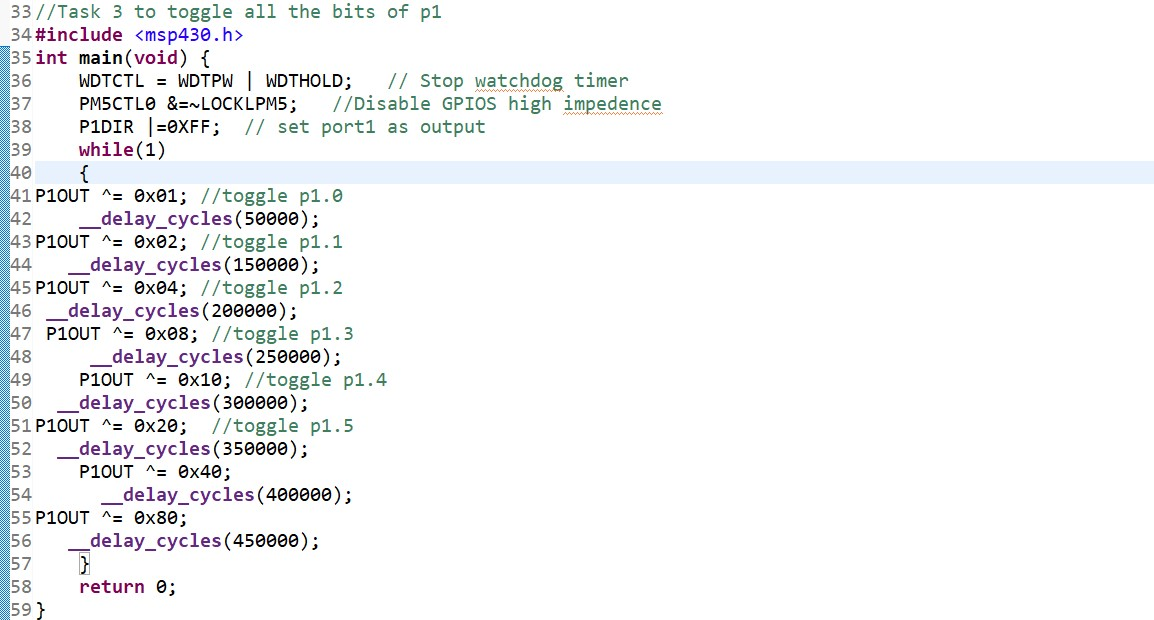 33 //Task 3 to toggle all the bits of p1
34 #include <msp430.h>
35 int main(void) {
36     WDTCTL = WDTPW | WDTHOLD;   // Stop watchdog timer
37     PM5CTL0 &=~LOCKLPM5;   //Disable GPIOS high impedence
38     P1DIR |=0XFF;  // set port1 as output
39     while(1)
40     {
41 P1OUT ^= 0x01; //toggle p1.0
42     __delay_cycles(50000);
43 P1OUT ^= 0x02; //toggle p1.1
44    __delay_cycles(150000);
45 P1OUT ^= 0x04; //toggle p1.2
46  __delay_cycles(200000);
47  P1OUT ^= 0x08; //toggle p1.3
48      __delay_cycles(250000);
49     P1OUT ^= 0x10; //toggle p1.4
50   __delay_cycles(300000);
51 P1OUT ^= 0x20;  //toggle p1.5
52   __delay_cycles(350000);
53     P1OUT ^= 0x40;
54       __delay_cycles(400000);
55 P1OUT ^= 0x80;
56    __delay_cycles(450000);
57     }
58     return 0;
59 }